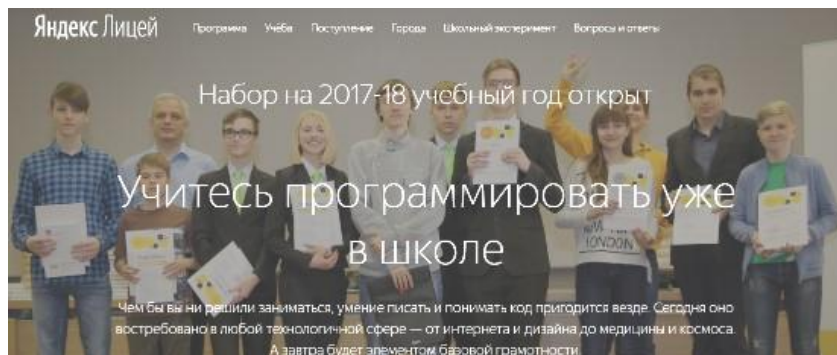 Яндекс Лицей
Программа Учёба Поступление Города Школьный эксперимент Вопросы и ответы
Набор на 2017-18 учебный год открыт
Учитесь программировать уже
в школе
Чем бы вы ни решили заниматься, умение писать и понимать код пригодится везде. Сегодня оно
востребовано в любой технологичной сфере — от интернета и дизайна до медицины и космоса.
А завтра будет элементом базовой грамотности.
LONDON